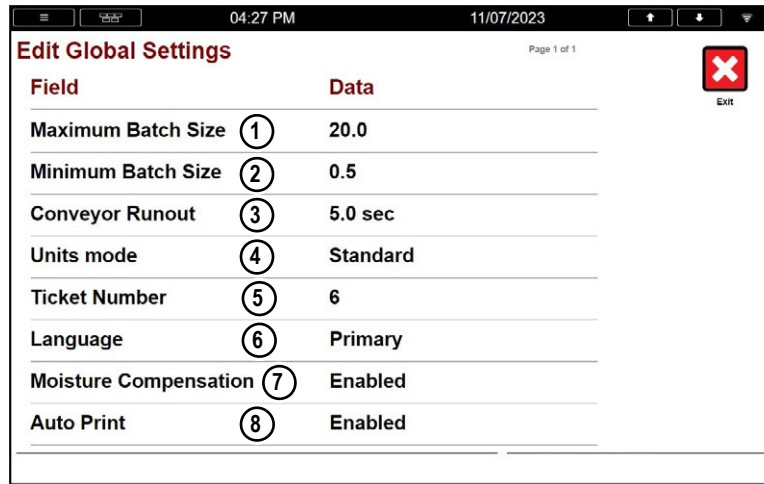 04:27 PM 11/07/2023
Edit Global Settings Page 1 of 1
Field Data
Exit
Maximum Batch Size 1 20.0
Minimum Batch Size 2 0.5
Conveyor Runout 3 5.0 sec
Units mode 4 Standard
Ticket Number 5 6
Language 6 Primary
Moisture Compensation 7 Enabled
Auto Print 8 Enabled